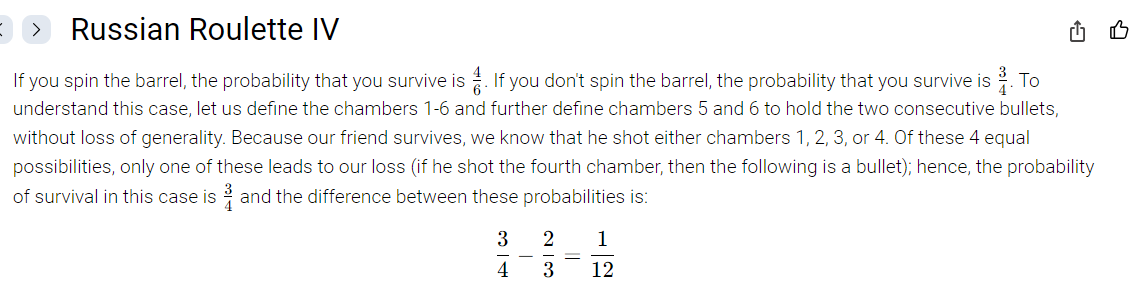 Russian Roulette IV
If you spin the barrel, the probability that you survive is 4/6. If you don't spin the barrel, the probability that you survive is 3/4. To
understand this case, let us define the chambers 1-6 and further define chambers 5 and 6 to hold the two consecutive bullets,
without loss of generality. Because our friend survives, we know that he shot either chambers 1, 2, 3, or 4. Of these 4 equal
possibilities, only one of these leads to our loss (if he shot the fourth chamber, then the following is a bullet); hence, the probability
of survival in this case is 3/4 and the difference between these probabilities is:
3/4 − 2/3 = 1/12